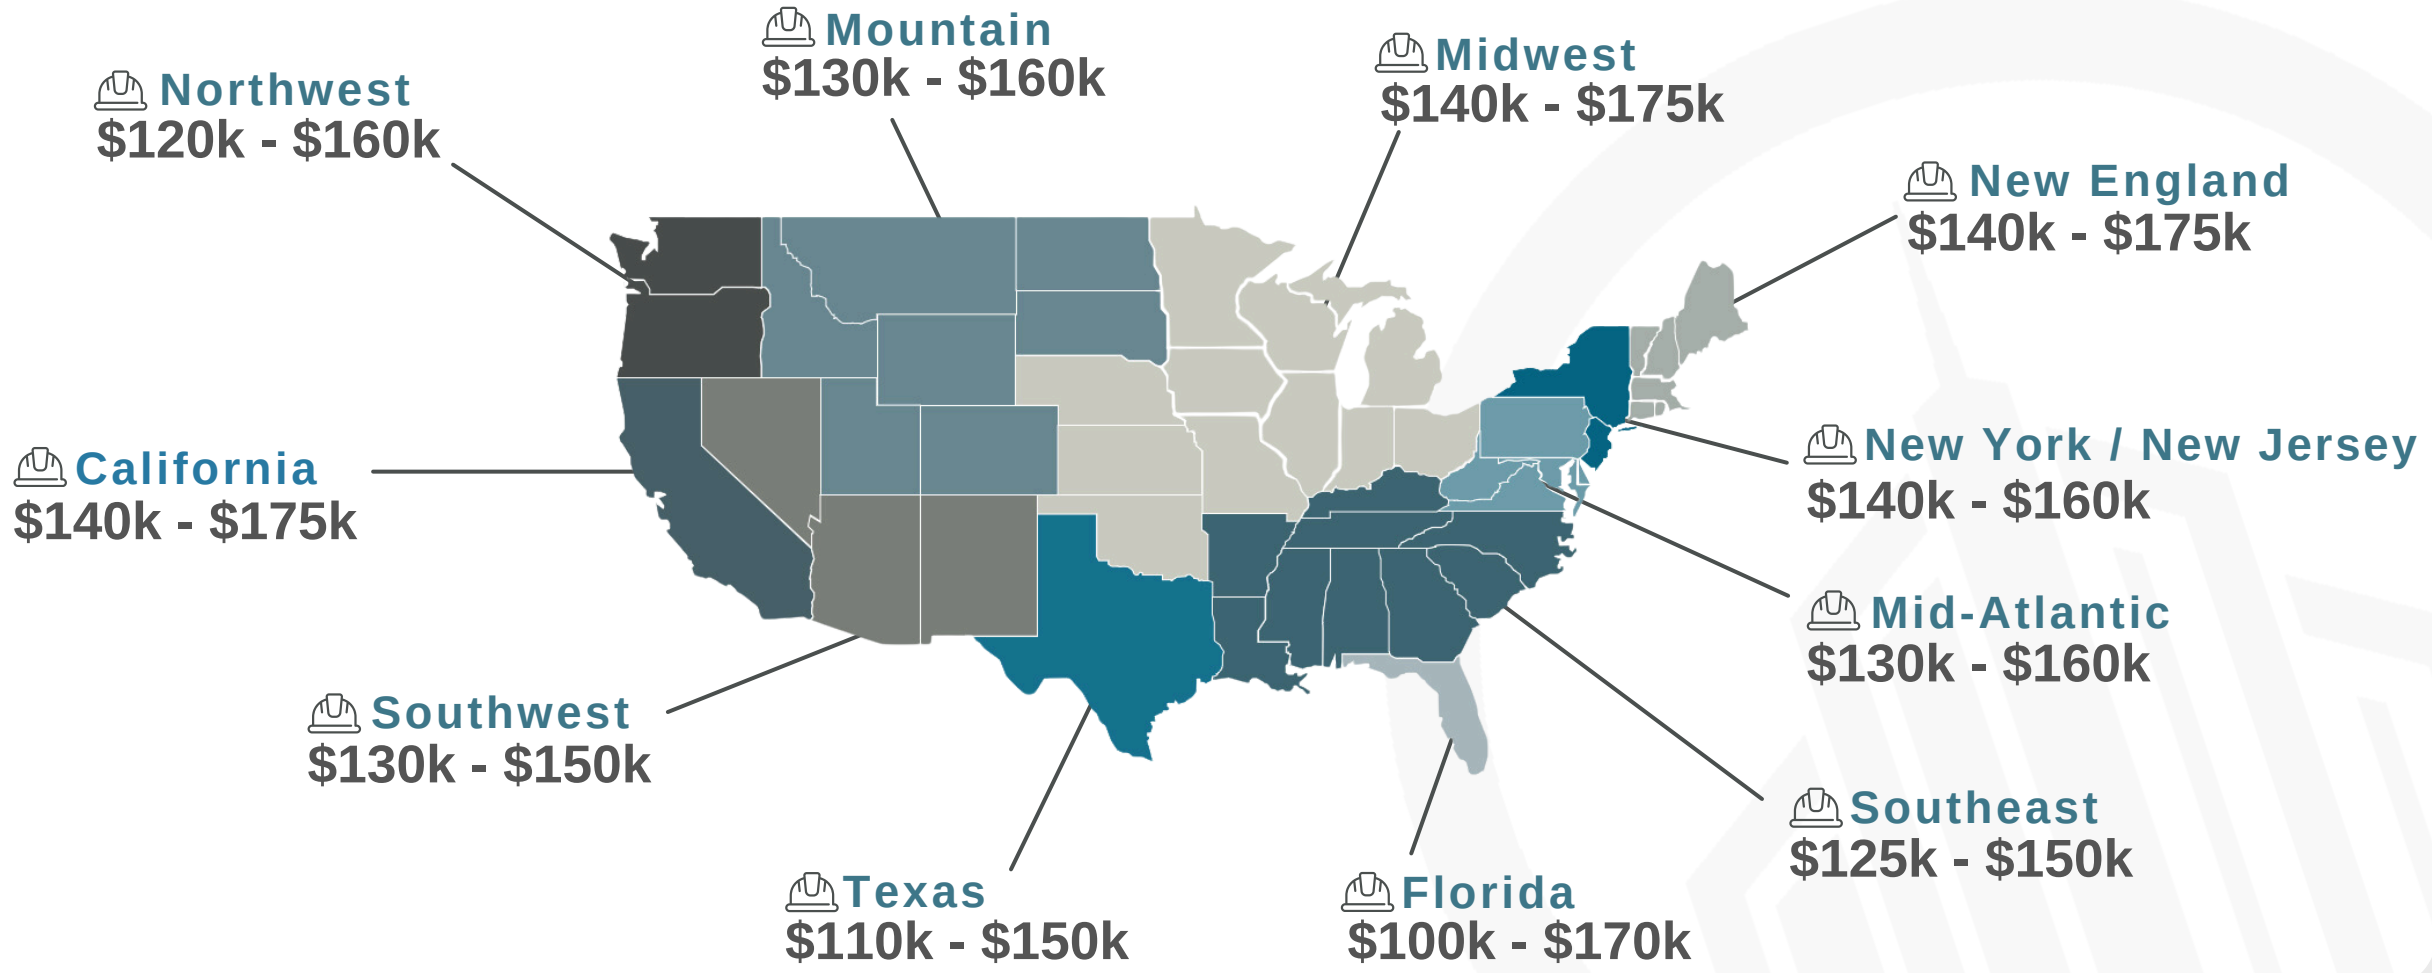 Mountain
$130k - $160k
Midwest
$140k - $175k
Northwest
$120k - $160k
New England
$140k - $175k
California
$140k - $175k
New York / New Jersey
$140k - $160k
Mid-Atlantic
$130k - $160k
Southwest
$130k - $150k
Southeast
$125k - $150k
Texas
$110k - $150k
Florida
$100k - $170k